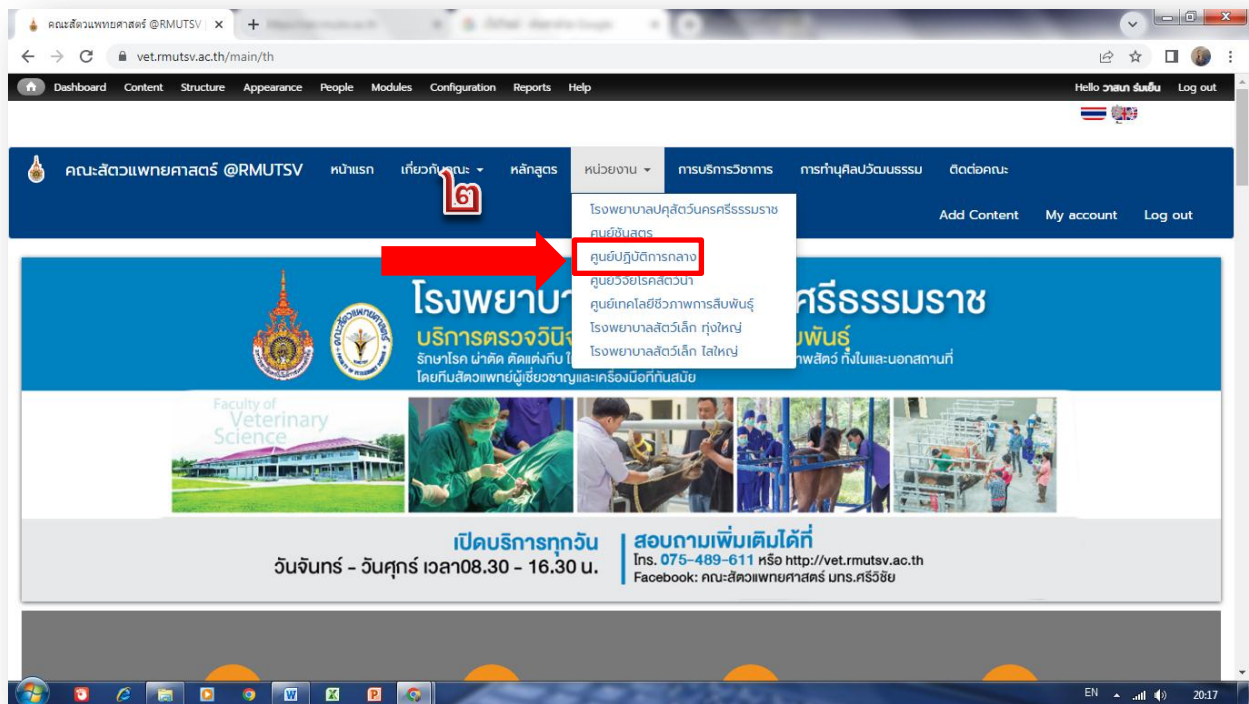 คณะสัตวแพทยศาสตร์ @RMUTSV
vet.rmutsv.ac.th/main/th
Dashboard Content Structure Appearance People Modules Configuration Reports Help
Hello วาสนา ร่มเย็น Log out
คณะสัตวแพทยศาสตร์ @RMUTSV หน้าแรก เกี่ยวกับคณะ หลักสูตร หน่วยงาน การบริการวิชาการ การทำนุศิลปวัฒนธรรม ติดต่อคณะ
Add Content My account Log out
๒
โรงพยาบาลปศุสัตว์นครศรีธรรมราช
ศูนย์ชันสูตร
ศูนย์ปฏิบัติการกลาง
ศูนย์วิจัยโรคสัตว์น้ำ
ศูนย์เทคโลยีชีวภาพการสืบพันธุ์
โรงพยาบาลสัตว์เล็ก ทุ่งใหญ่
โรงพยาบาลสัตว์เล็ก ไสใหญ่
โรงพยาบา ศรีธรรมราช
บริการตรวจวินิจ พันธุ์
รักษาโรค ผ่าตัด ตัดแต่งกีบ าพสัตว์ ทั้งในและนอกสถานที่
โดยทีมสัตวแพทย์ผู้เชี่ยวชาญและเครื่องมือที่ทันสมัย
Faculty of
Veterinary
Science
เปิดบริการทุกวัน
วันจันทร์ - วันศุกร์ เวลา08.30 - 16.30 น.
สอบถามเพิ่มเติมได้ที่
โทร. 075-489-611 หรือ http://vet.rmutsv.ac.th
Facebook: คณะสัตวแพทยศาสตร์ มทร.ศรีวิชัย
EN 20:17